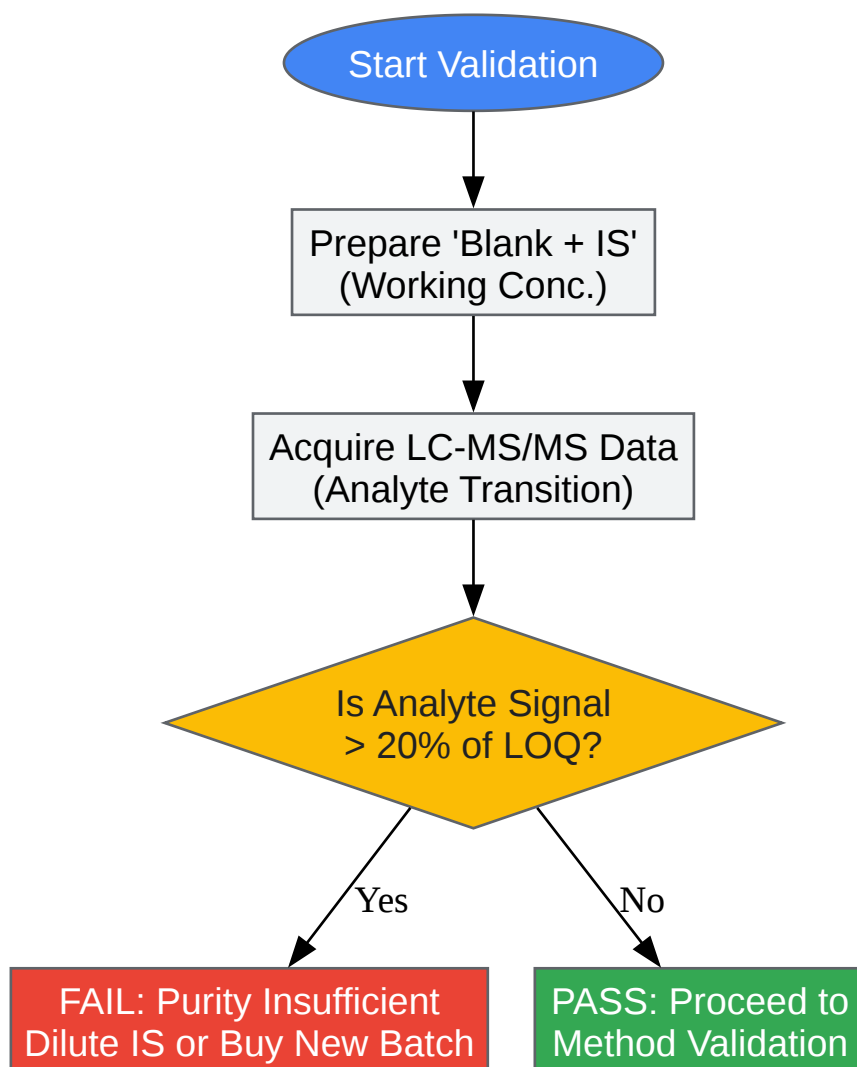 Start Validation
Prepare 'Blank + IS'
(Working Conc.)
Acquire LC-MS/MS Data
(Analyte Transition)
Is Analyte Signal
> 20% of LOQ?
Yes
No
FAIL: Purity Insufficient
Dilute IS or Buy New Batch
PASS: Proceed to
Method Validation